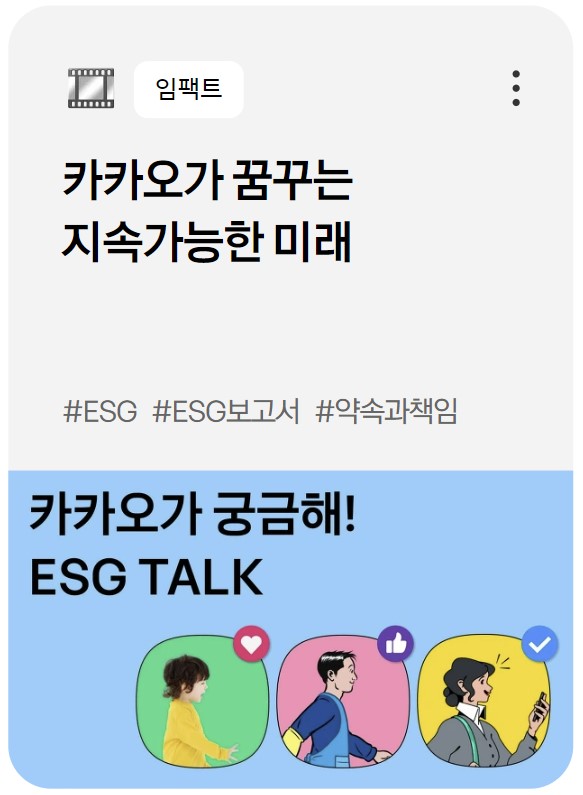 임팩트
카카오가 꿈꾸는
지속가능한 미래
#ESG #ESG보고서 #약속과책임
카카오가 궁금해!
ESG TALK